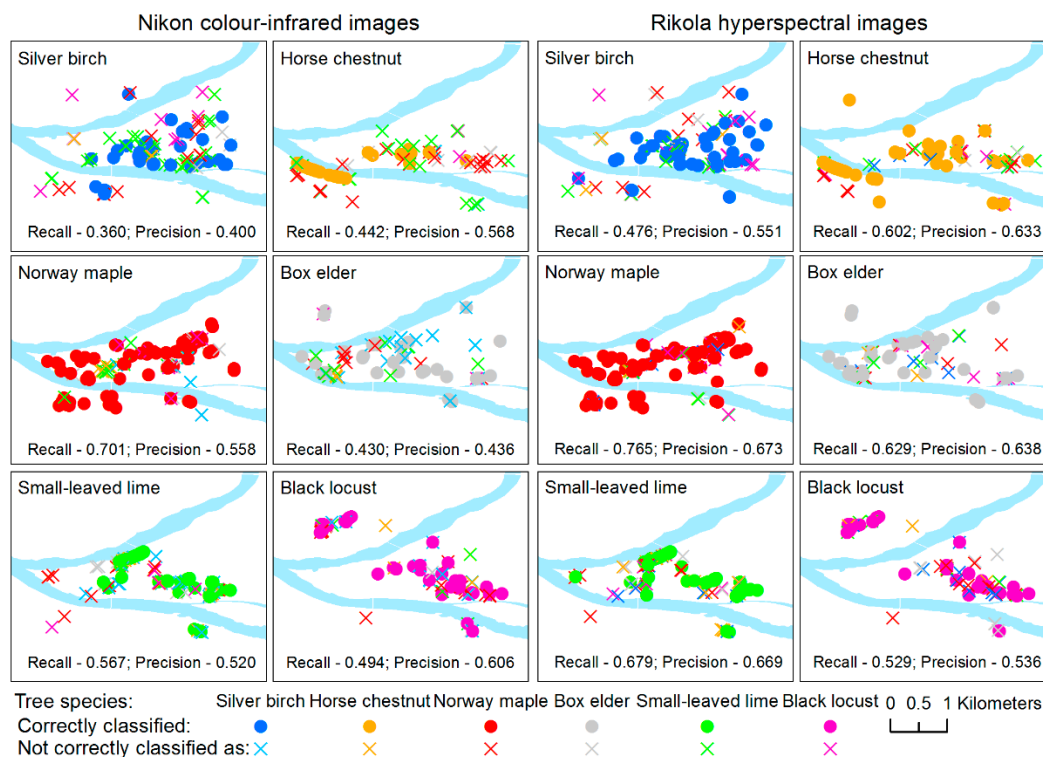 Nikon colour-infrared images
Rikola hyperspectral images
Silver birch
Horse chestnut
Silver birch
Horse chestnut
Recall - 0.360; Precision - 0.400
Recall - 0.442; Precision - 0.568
Recall - 0.476; Precision - 0.551
Recall - 0.602; Precision - 0.633
Norway maple
Box elder
Norway maple
Box elder
Recall - 0.701; Precision - 0.558
Recall - 0.430; Precision - 0.436
Recall - 0.765; Precision - 0.673
Recall - 0.629; Precision - 0.638
Small-leaved lime
Black locust
Small-leaved lime
Black locust
Recall - 0.567; Precision - 0.520
Recall - 0.494; Precision - 0.606
Recall - 0.679; Precision - 0.669
Recall - 0.529; Precision - 0.536
Tree species: Silver birch Horse chestnut Norway maple Box elder Small-leaved lime Black locust
0 0.5 1 Kilometers
Correctly classified:
Not correctly classified as: